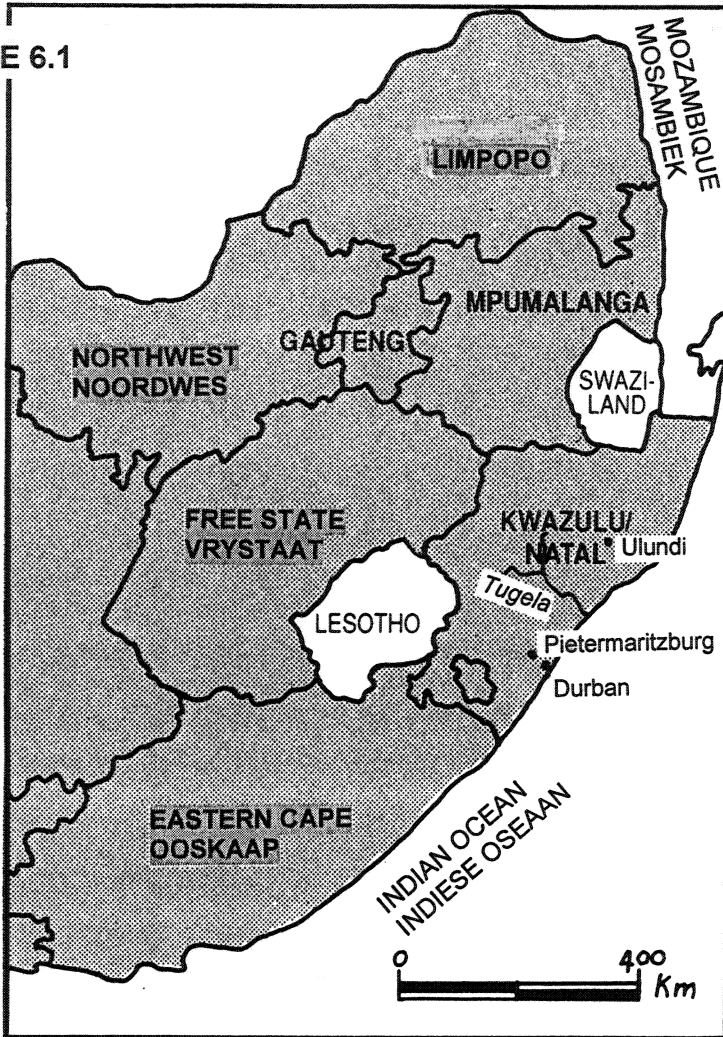 E 6.1
MOZAMBIQUE
MOSAMBIEK
LIMPOPO
MPUMALANGA
GAUTENG
NORTHWEST
NOORDWES
SWAZI-
LAND
FREE STATE
VRYSTAAT
KWAZULU/
NATAL
Ulundi
Tugela
LESOTHO
Pietermaritzburg
Durban
EASTERN CAPE
OOSKAAP
INDIAN OCEAN
INDIESE OSEAAN
0 400
Km